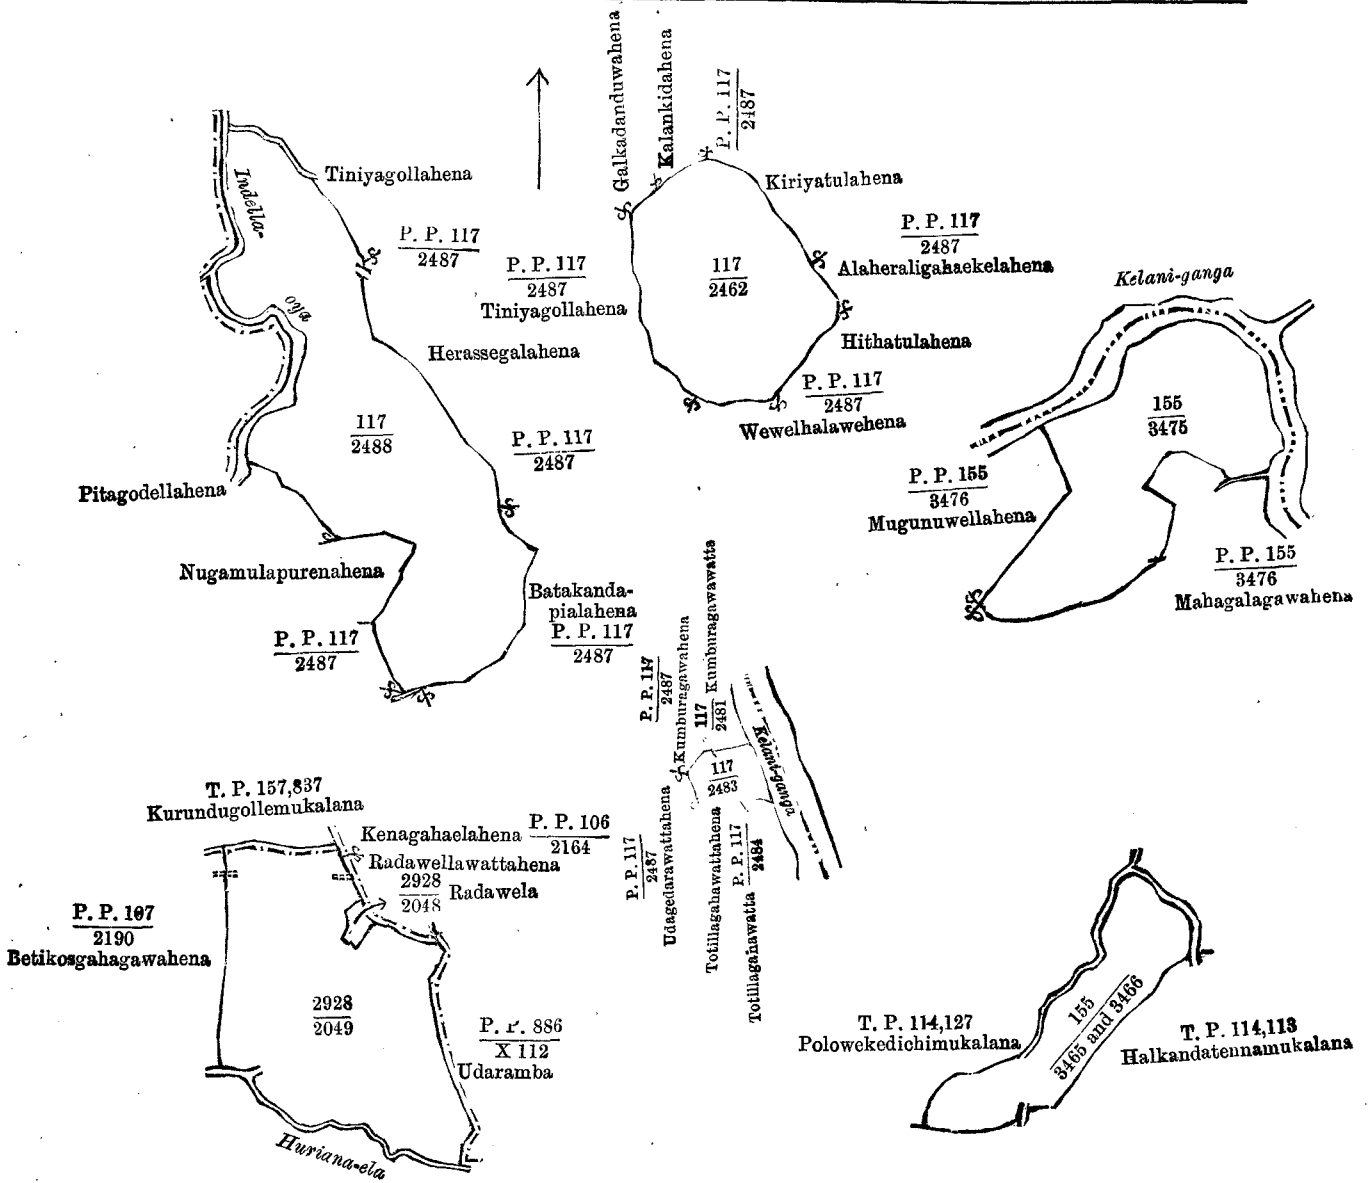 Indella-
oya
Tiniyagollahena
P. P. 117
2487
Herassegalahena
117
2488
P. P. 117
2487
Pitagodellahena
Nugamulapurenahena
P. P. 117
2487
Batakanda-
pialahena
P. P. 117
2487
Galkadanduwahena
Kalankidahena
P. P. 117
2487
Kiriyatulahena
P. P. 117
2487
Alaheraligahaekelahena
P. P. 117
2487
Tiniyagollahena
117
2462
Hithatulahena
P. P. 117
2487
Wewelhalawehena
Kelani-ganga
155
3475
P. P. 155
3476
Mugunuwellahena
P. P. 155
3476
Mahagalagawahena
P. P. 117
2487
Kumburagawahena
117
2481
Kumburagawawatta
117
2483
Kelani-ganga
P. P. 117
2487
Udagedarawattahena
Totillagahawattahena
P. P. 117
2484
Totillagahawatta
T. P. 157,837
Kurundugollemukalana
Kenagahaelahena
P. P. 106
2164
Radawellawattahena
2928
2048
Radawela
P. P. 107
2190
Betikosgahagawahena
2928
2049
P. P. 886
X 112
Udaramba
Huriana-ela
T. P. 114,127
Polowekedichimukalana
155
3465 and 3466
T. P. 114,113
Halkandatennamukalana